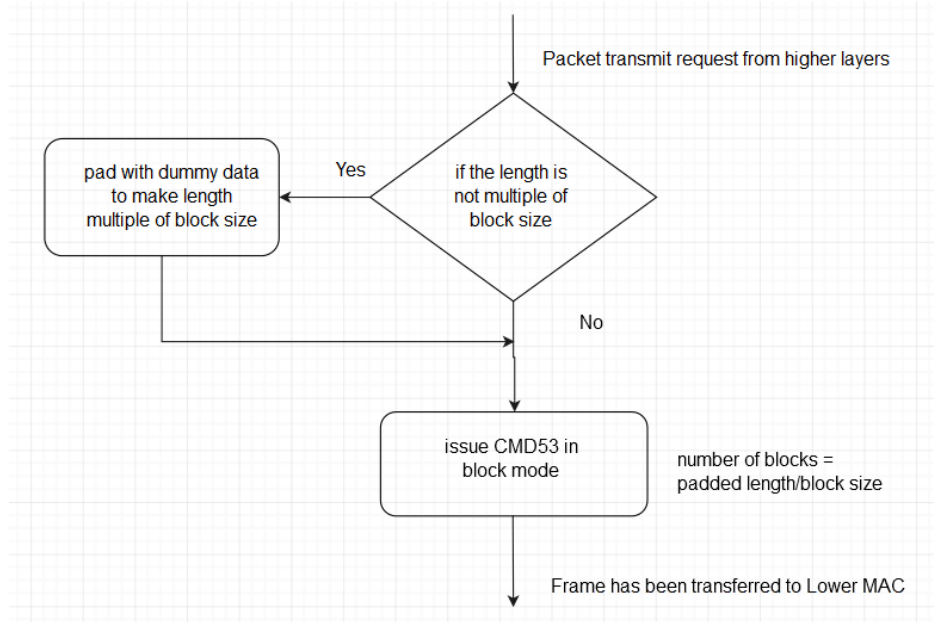 Packet transmit request from higher layers
if the length is
not multiple of
block size
Yes
pad with dummy data
to make length
multiple of block size
No
issue CMD53 in
block mode
number of blocks =
padded length/block size
Frame has been transferred to Lower MAC